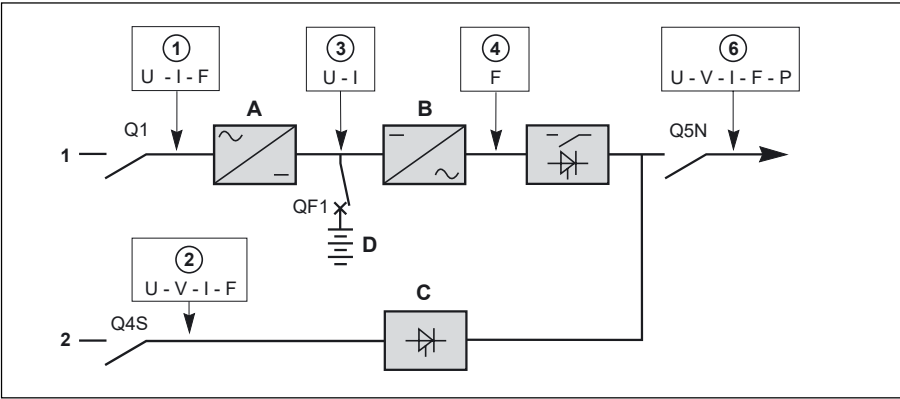 1
U - I - F
3
U - I
4
F
6
U - V - I - F - P
A
B
Q1
Q5N
1
QF1
D
2
U - V - I - F
C
Q4S
2